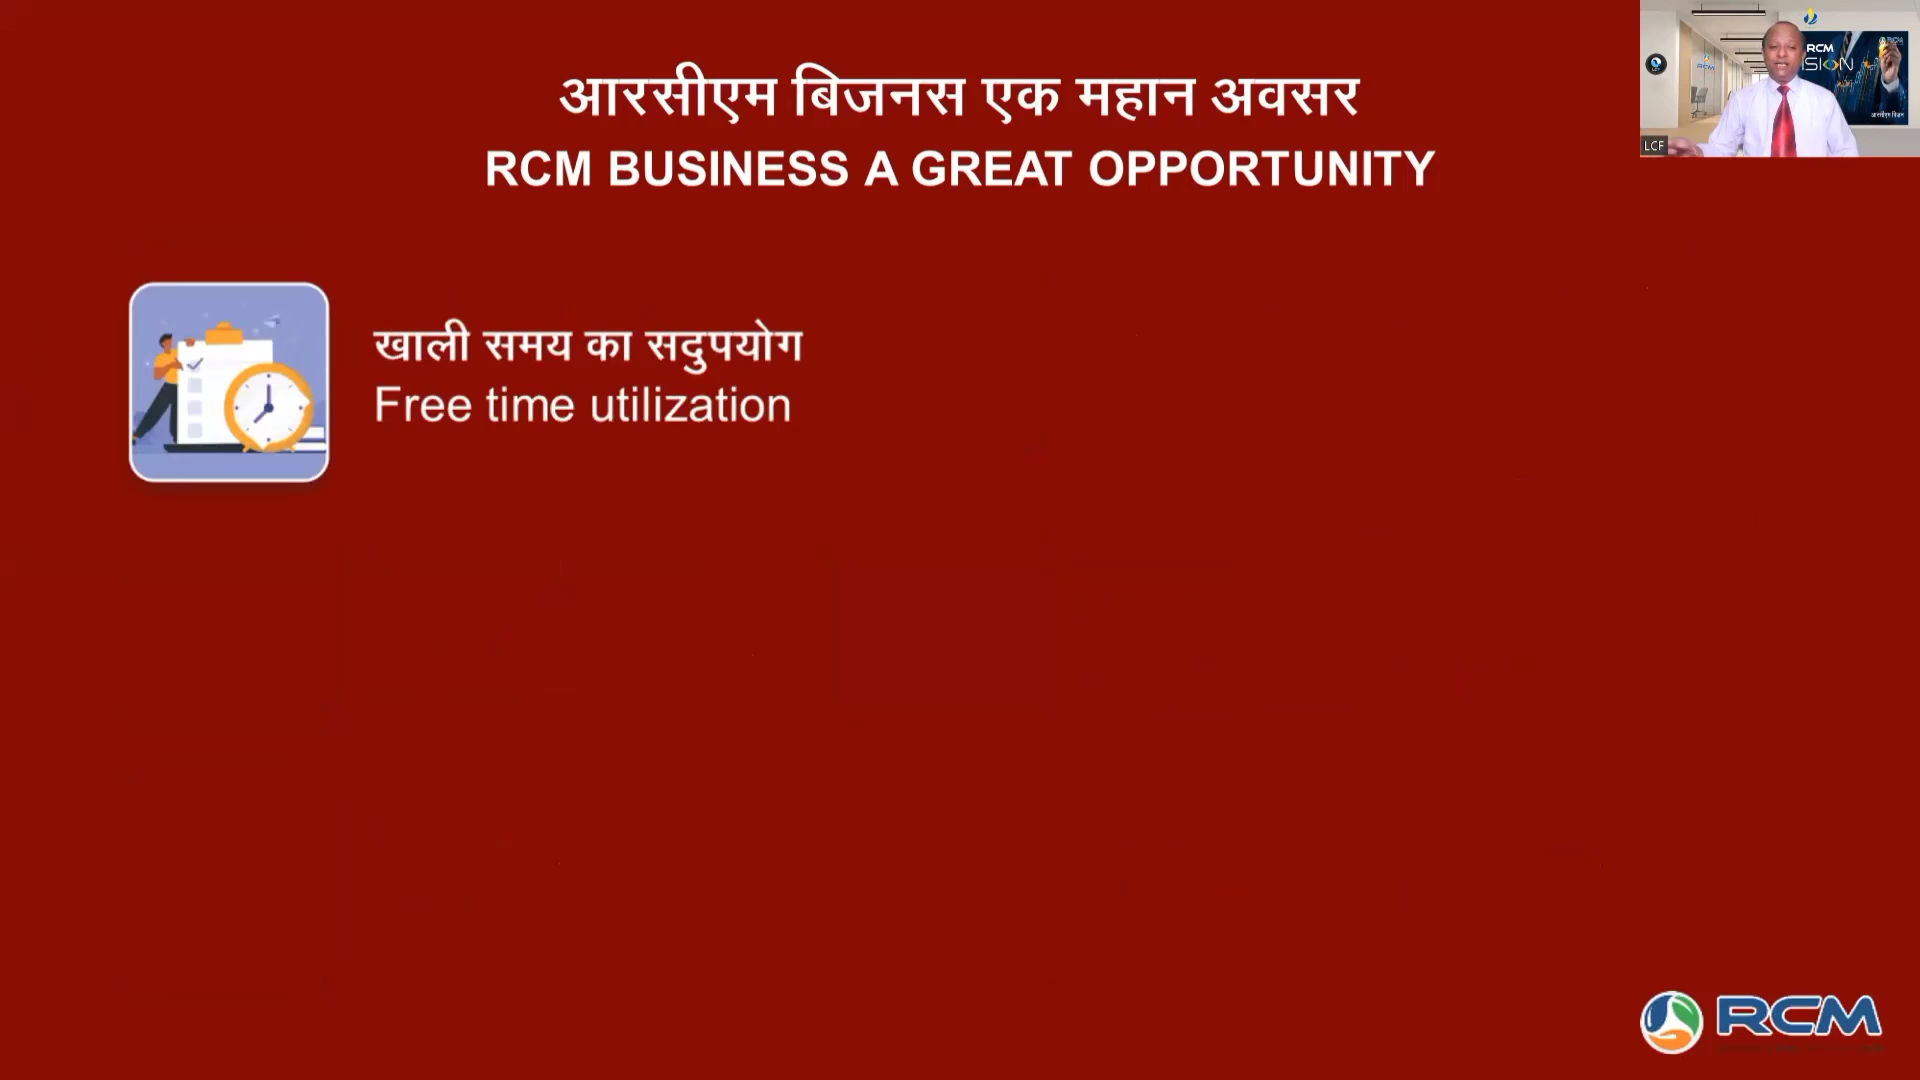 आरसीएम बिजनस एक महान अवसर
RCM BUSINESS A GREAT OPPORTUNITY
खाली समय का सदुपयोग
Free time utilization
RCM
RCM
LCF
RCM